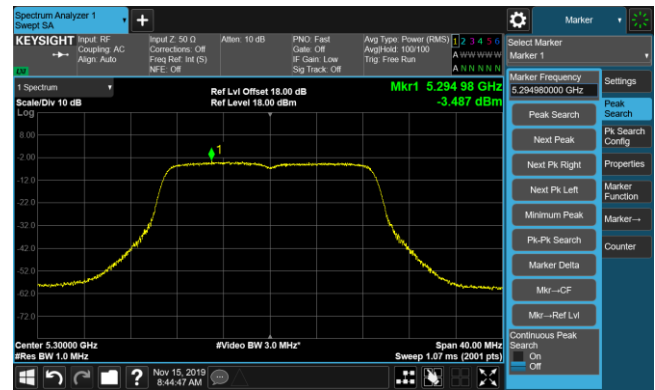 Spectrum Analyzer 1
Swept SA
Marker
KEYSIGHT
Input: RF
Coupling: AC
Align: Auto
Input Z: 50 Ω
Corrections: Off
Freq Ref: Int (S)
NFE: Off
Atten: 10 dB
PNO: Fast
Gate: Off
IF Gain: Low
Sig Track: Off
Avg Type: Power (RMS)
Avg|Hold: 100/100
Trig: Free Run
1 2 3 4 5 6
A W W W W W
A N N N N N
LXI
Select Marker
Marker 1
1 Spectrum
Scale/Div 10 dB
Log
Ref Lvl Offset 18.00 dB
Ref Level 18.00 dBm
Mkr1 5.294 98 GHz
-3.487 dBm
8.00
-2.00
-12.0
-22.0
-32.0
-42.0
-52.0
-62.0
-72.0
1
Center 5.30000 GHz
#Res BW 1.0 MHz
#Video BW 3.0 MHz*
Span 40.00 MHz
Sweep 1.07 ms (2001 pts)
Marker Frequency
5.294980000 GHz
Peak Search
Next Peak
Next Pk Right
Next Pk Left
Minimum Peak
Pk-Pk Search
Marker Delta
Mkr→CF
Mkr→Ref Lvl
Continuous Peak
Search
On
Off
Settings
Peak
Search
Pk Search
Config
Properties
Marker
Function
Marker→
Counter
Nov 15, 2019
8:44:47 AM